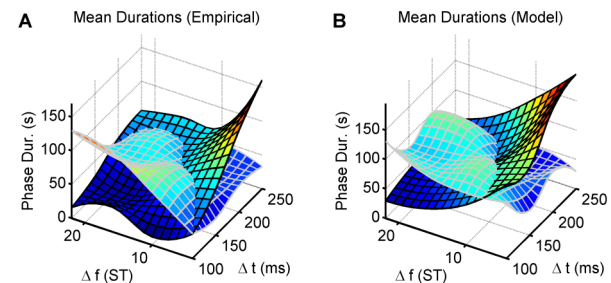 A Mean Durations (Empirical)
B Mean Durations (Model)
Phase Dur. (s)
150
100
50
0
20
10
Δ f (ST)
100
150
200
250
Δ t (ms)
Phase Dur. (s)
150
100
50
0
20
10
Δ f (ST)
100
150
200
250
Δ t (ms)